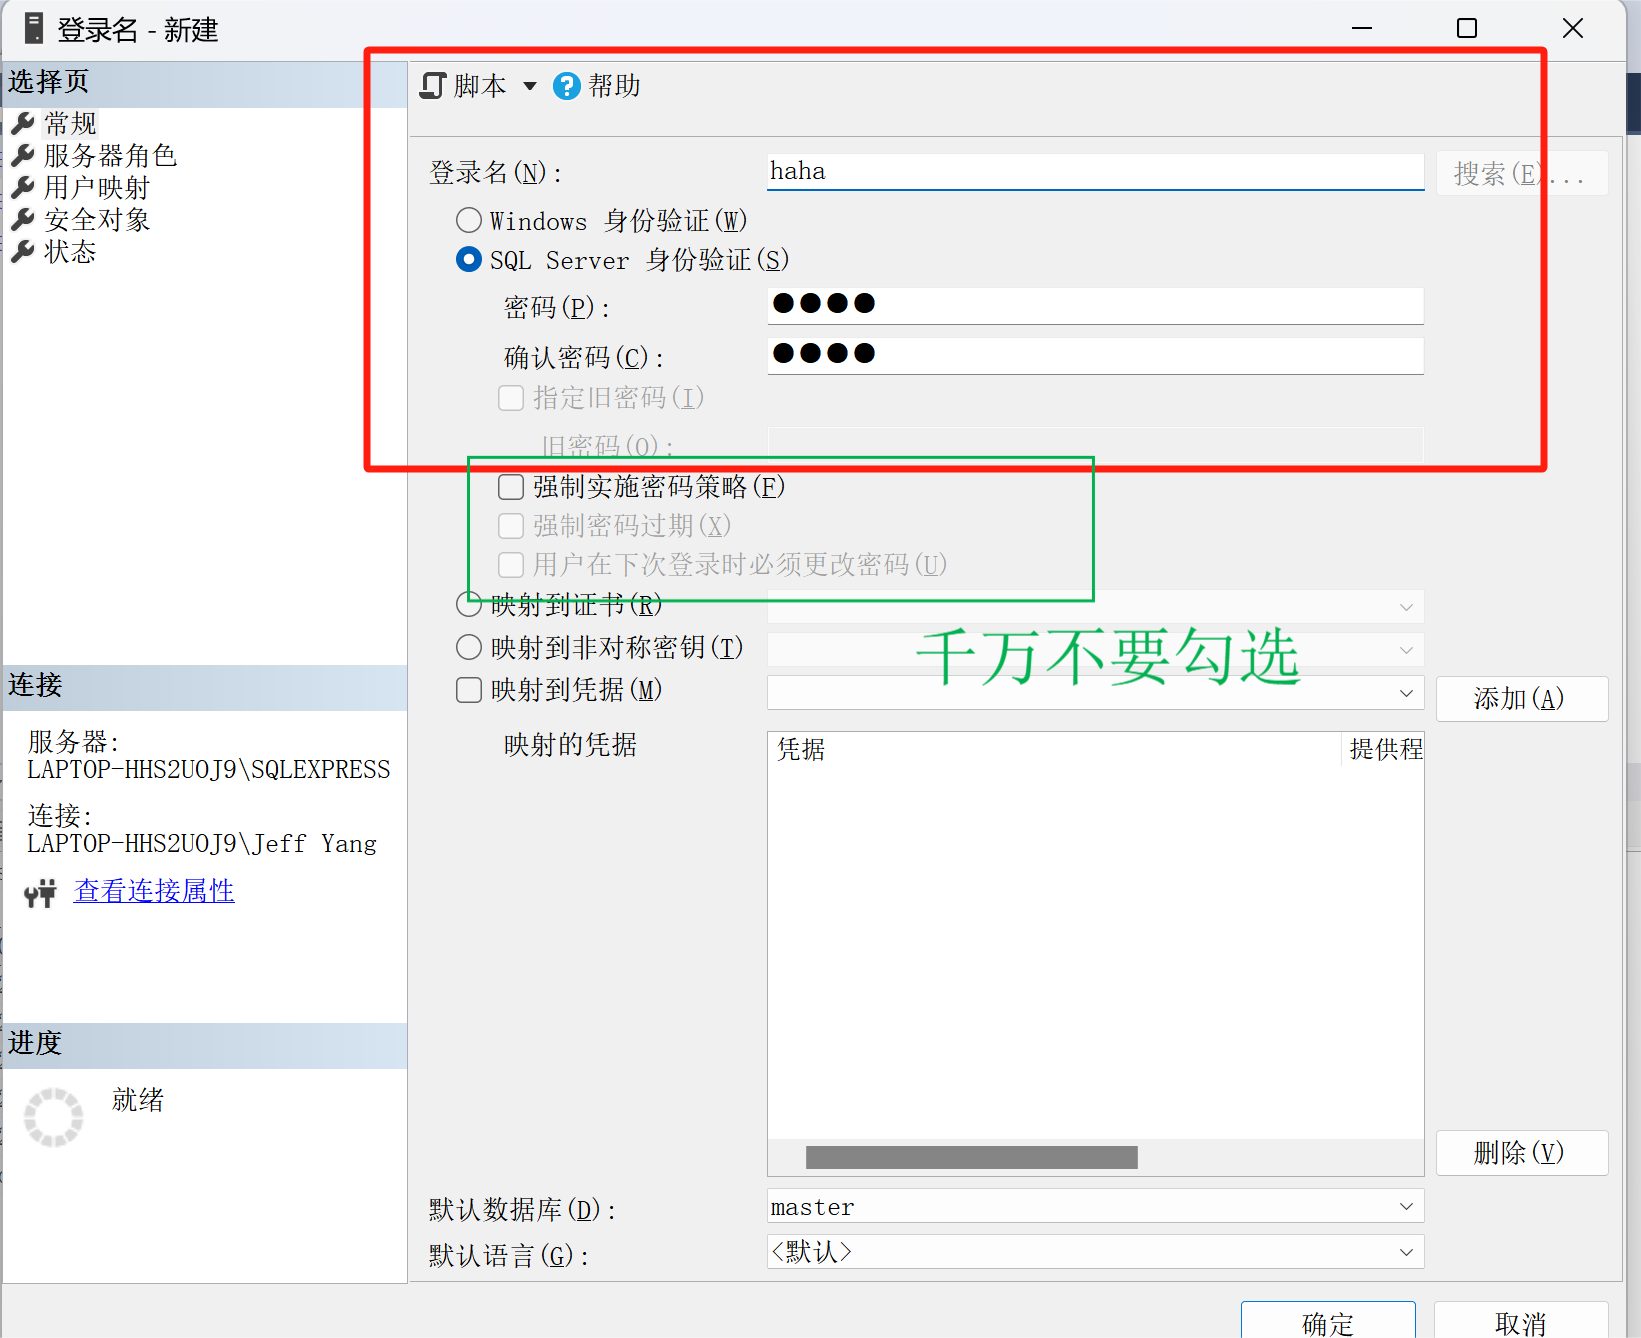 登录名 - 新建
选择页
常规
服务器角色
用户映射
安全对象
状态
连接
服务器:
LAPTOP-HHS2UOJ9\SQLEXPRESS
连接:
LAPTOP-HHS2UOJ9\Jeff Yang
查看连接属性
进度
就绪
脚本 帮助
登录名(N): haha 搜索(E)...
Windows 身份验证(W)
SQL Server 身份验证(S)
密码(P): ●●●●
确认密码(C): ●●●●
指定旧密码(I)
旧密码(O):
强制实施密码策略(F)
强制密码过期(X)
用户在下次登录时必须更改密码(U)
映射到证书(R)
千万不要勾选
映射到非对称密钥(T)
映射到凭据(M) 添加(A)
映射的凭据 凭据 提供程
删除(V)
默认数据库(D): master
默认语言(G): <默认>
确定 取消